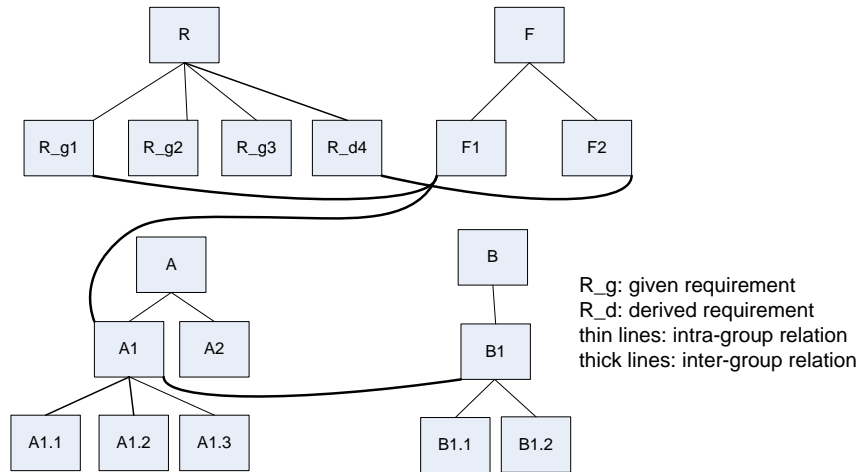 R
F
R_g1
R_g2
R_g3
R_d4
F1
F2
A
B
R_g: given requirement
R_d: derived requirement
thin lines: intra-group relation
thick lines: inter-group relation
A1
A2
B1
A1.1
A1.2
A1.3
B1.1
B1.2